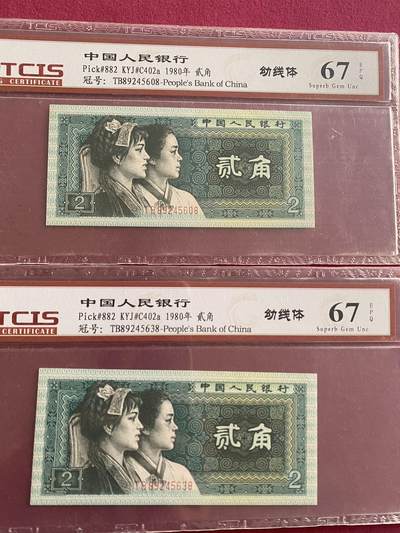 TCIS
CERTIFICATE
中国人民银行
Pick#882 KYJ#C402a 1980年 贰角
冠号: TB89245608-People's Bank of China
幼线体
67 EPQ
Superb Gem Unc
中国人民银行
贰角
2
TB89245608
2
TCIS
CERTIFICATE
中国人民银行
Pick#882 KYJ#C402a 1980年 贰角
冠号: TB89245638-People's Bank of China
幼线体
67 EPQ
Superb Gem Unc
中国人民银行
贰角
2
TB89245638
2